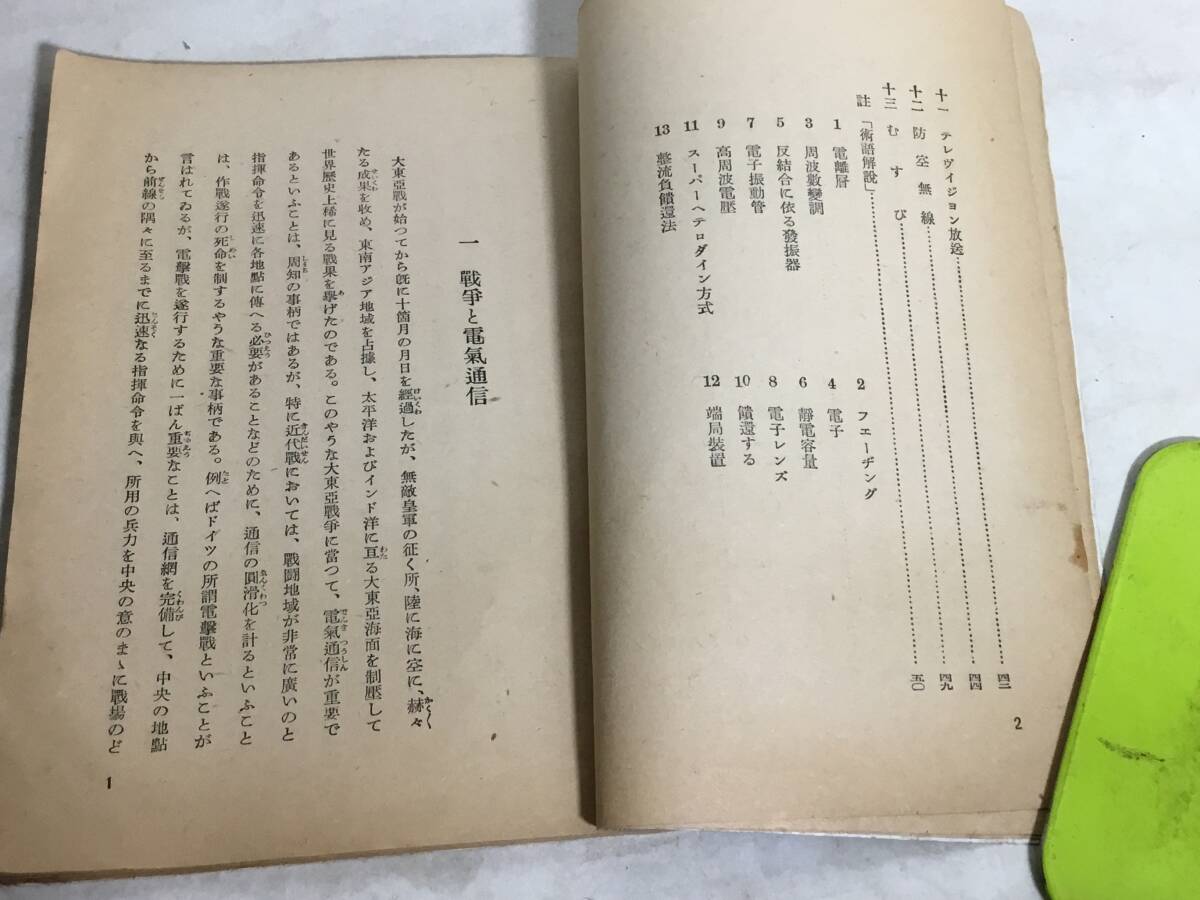 十一 テレヴィジョン放送……四二
十二 防空無線……四四
十三 むすび……四九
註「術語解説」……五〇
1 電離層
2 フェーヂング
3 周波數變調
4 電子
5 反結合に依る發振器
6 靜電容量
7 電子振動管
8 電子レンズ
9 高周波電壓
10 饋還する
11 スーパーヘテロダイン方式
12 端局裝置
13 整流負饋還法
2
一 戰爭と電氣通信
大東亞戰が始つてから旣に十箇月の月日を經過したが、無敵皇軍の征く所、陸に海に空に、赫々
たる成果を收め、東南アジア地域を占據し、太平洋およびインド洋に亘る大東亞海面を制壓して
世界歷史上稀に見る戰果を擧げたのである。このやうな大東亞戰爭に當つて、電氣通信が重要で
あるといふことは、周知の事柄ではあるが、特に近代戰においては、戰鬪地域が非常に廣いのと
指揮命令を迅速に各地點に傳へる必要があることなどのために、通信の圓滑化を計るといふこと
は、作戰遂行の死命を制するやうな重要な事柄である。例へばドイツの所謂電擊戰といふことが
言はれてゐるが、電擊戰を遂行するために一ばん重要なことは、通信網を完備して、中央の地點
から前線の隅々に至るまでに迅速なる指揮命令を與へ、所用の兵力を中央の意のまゝに戰場のど
1